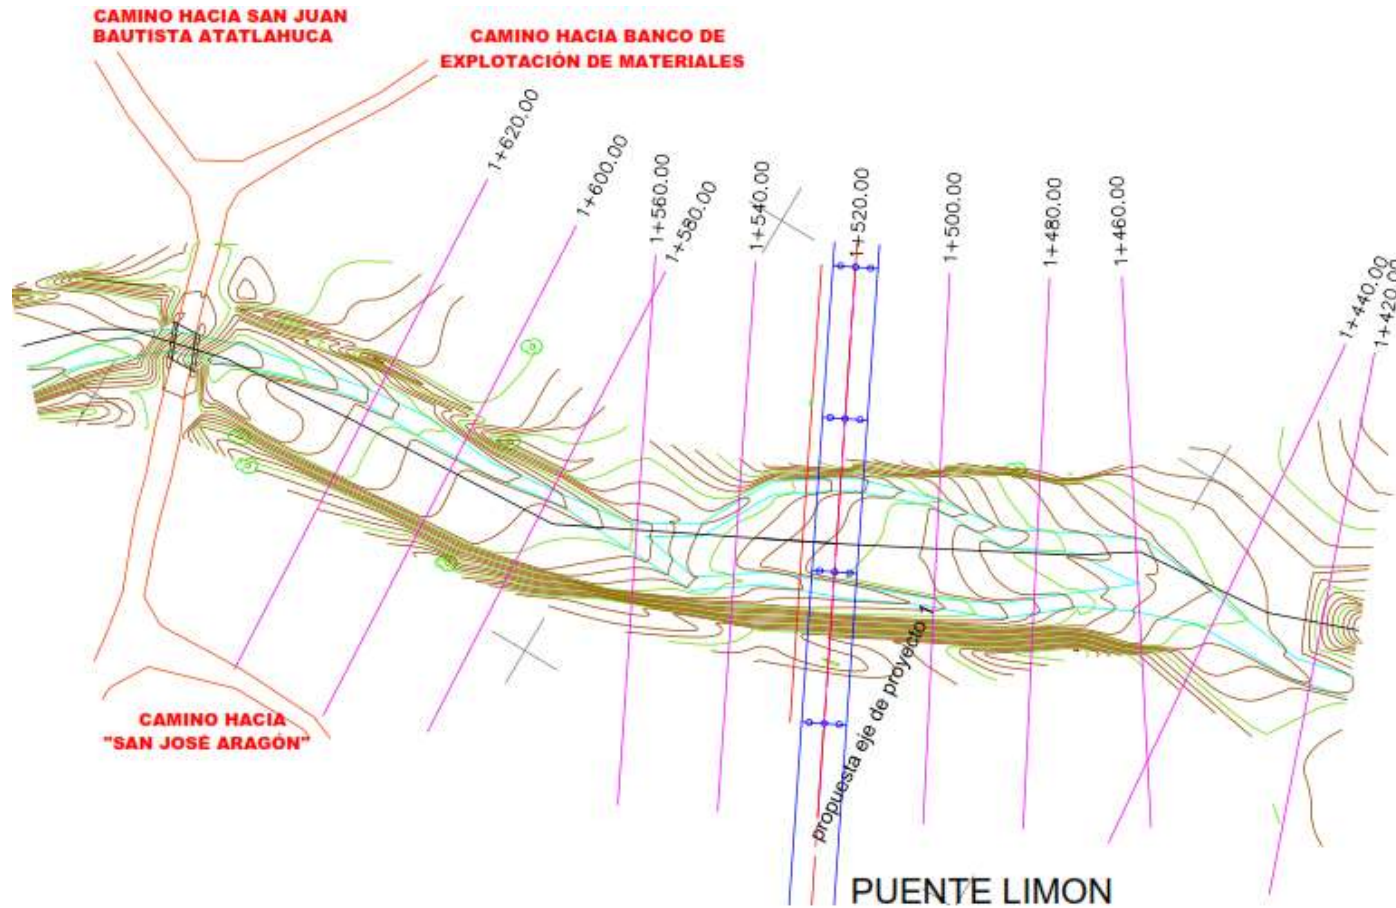 CAMINO HACIA SAN JUAN
BAUTISTA ATATLAHUCA
CAMINO HACIA BANCO DE
EXPLOTACIÓN DE MATERIALES
1+620.00
1+600.00
1+560.00
1+580.00
1+540.00
1+520.00
1+500.00
1+480.00
1+460.00
1+440.00
1+420.00
CAMINO HACIA
"SAN JOSÉ ARAGÓN"
propuesta eje de proyecto 1
PUENTE LIMON